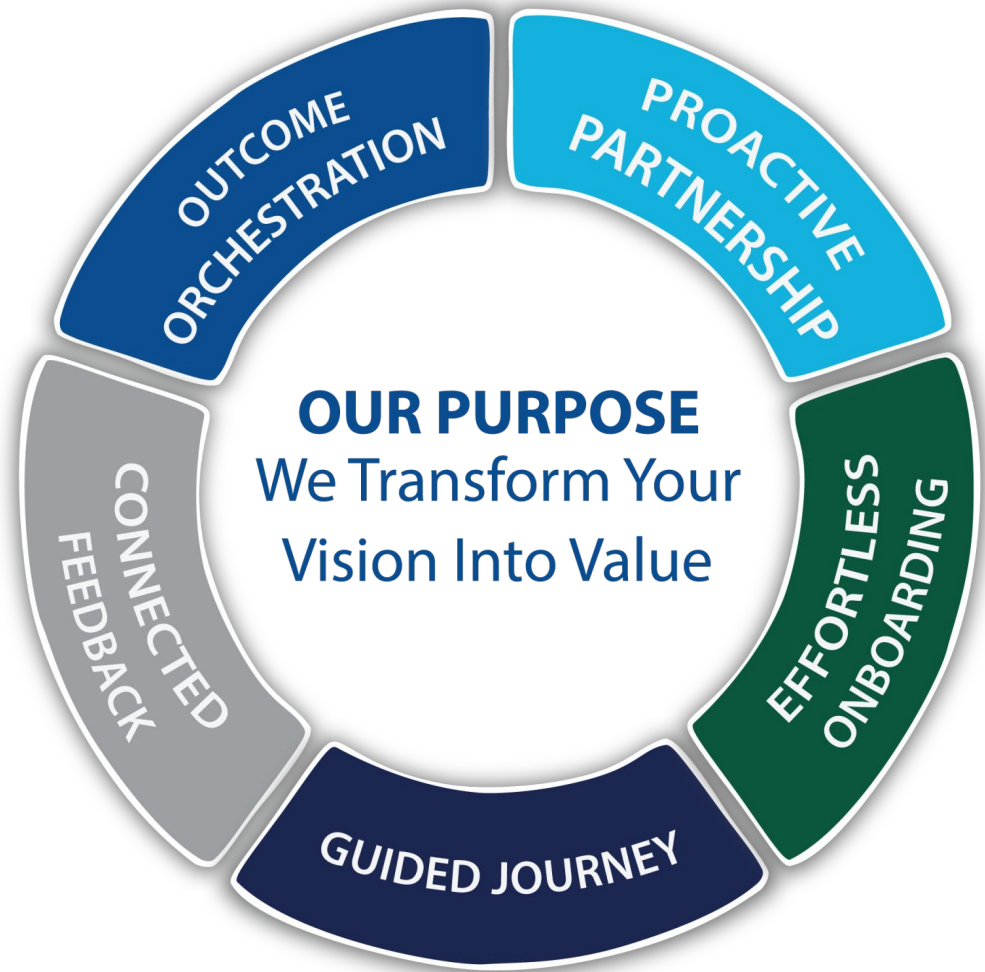 OUTCOME
ORCHESTRATION
PROACTIVE
PARTNERSHIP
OUR PURPOSE
We Transform Your
Vision Into Value
CONNECTED
FEEDBACK
EFFORTLESS
ONBOARDING
GUIDED JOURNEY